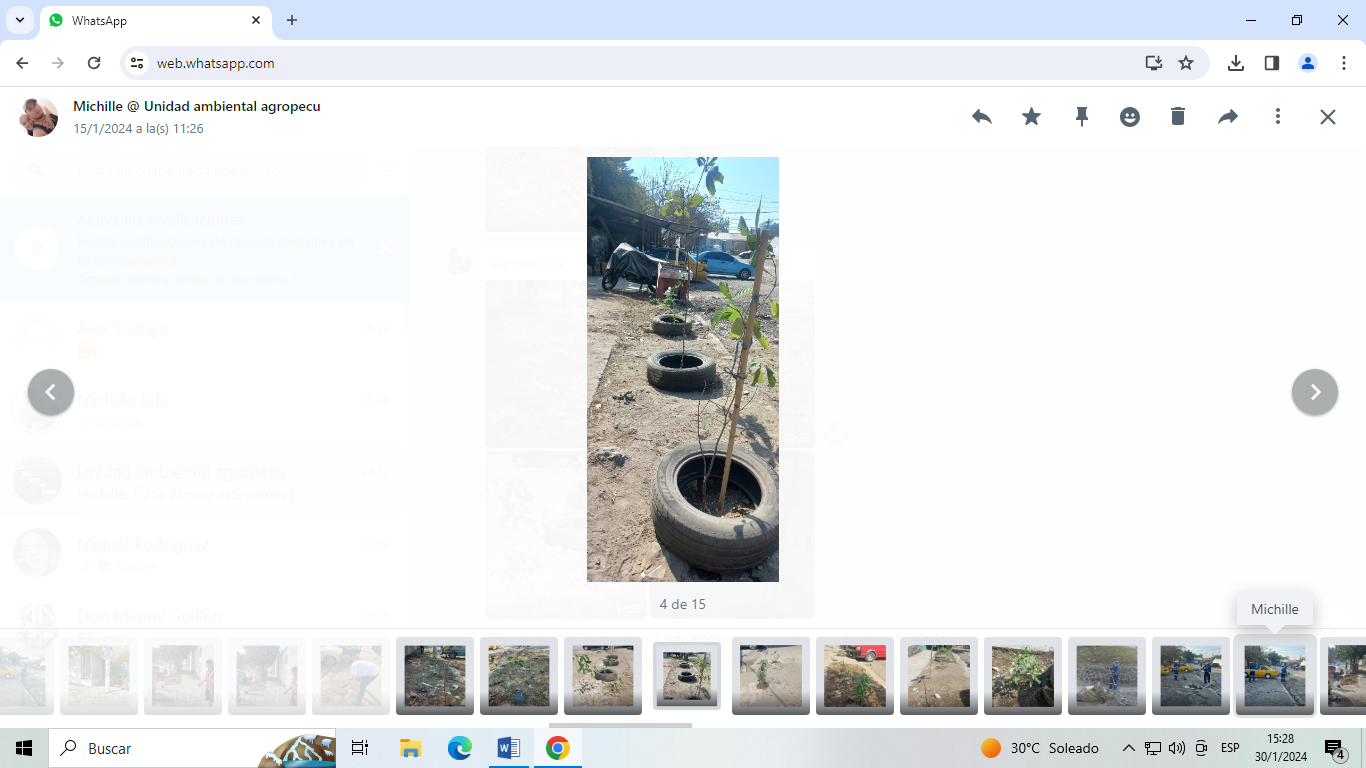 WhatsApp
web.whatsapp.com
Michille @ Unidad ambiental agropecu
15/1/2024 a la(s) 11:26
Alex Trabajo
Michille Jefa
Unidad ambiental agropecu
Miguel Rodriguez
Don Miguel Guillen
4 de 15
Michille
Buscar
30°C Soleado
ESP
15:28
30/1/2024
4